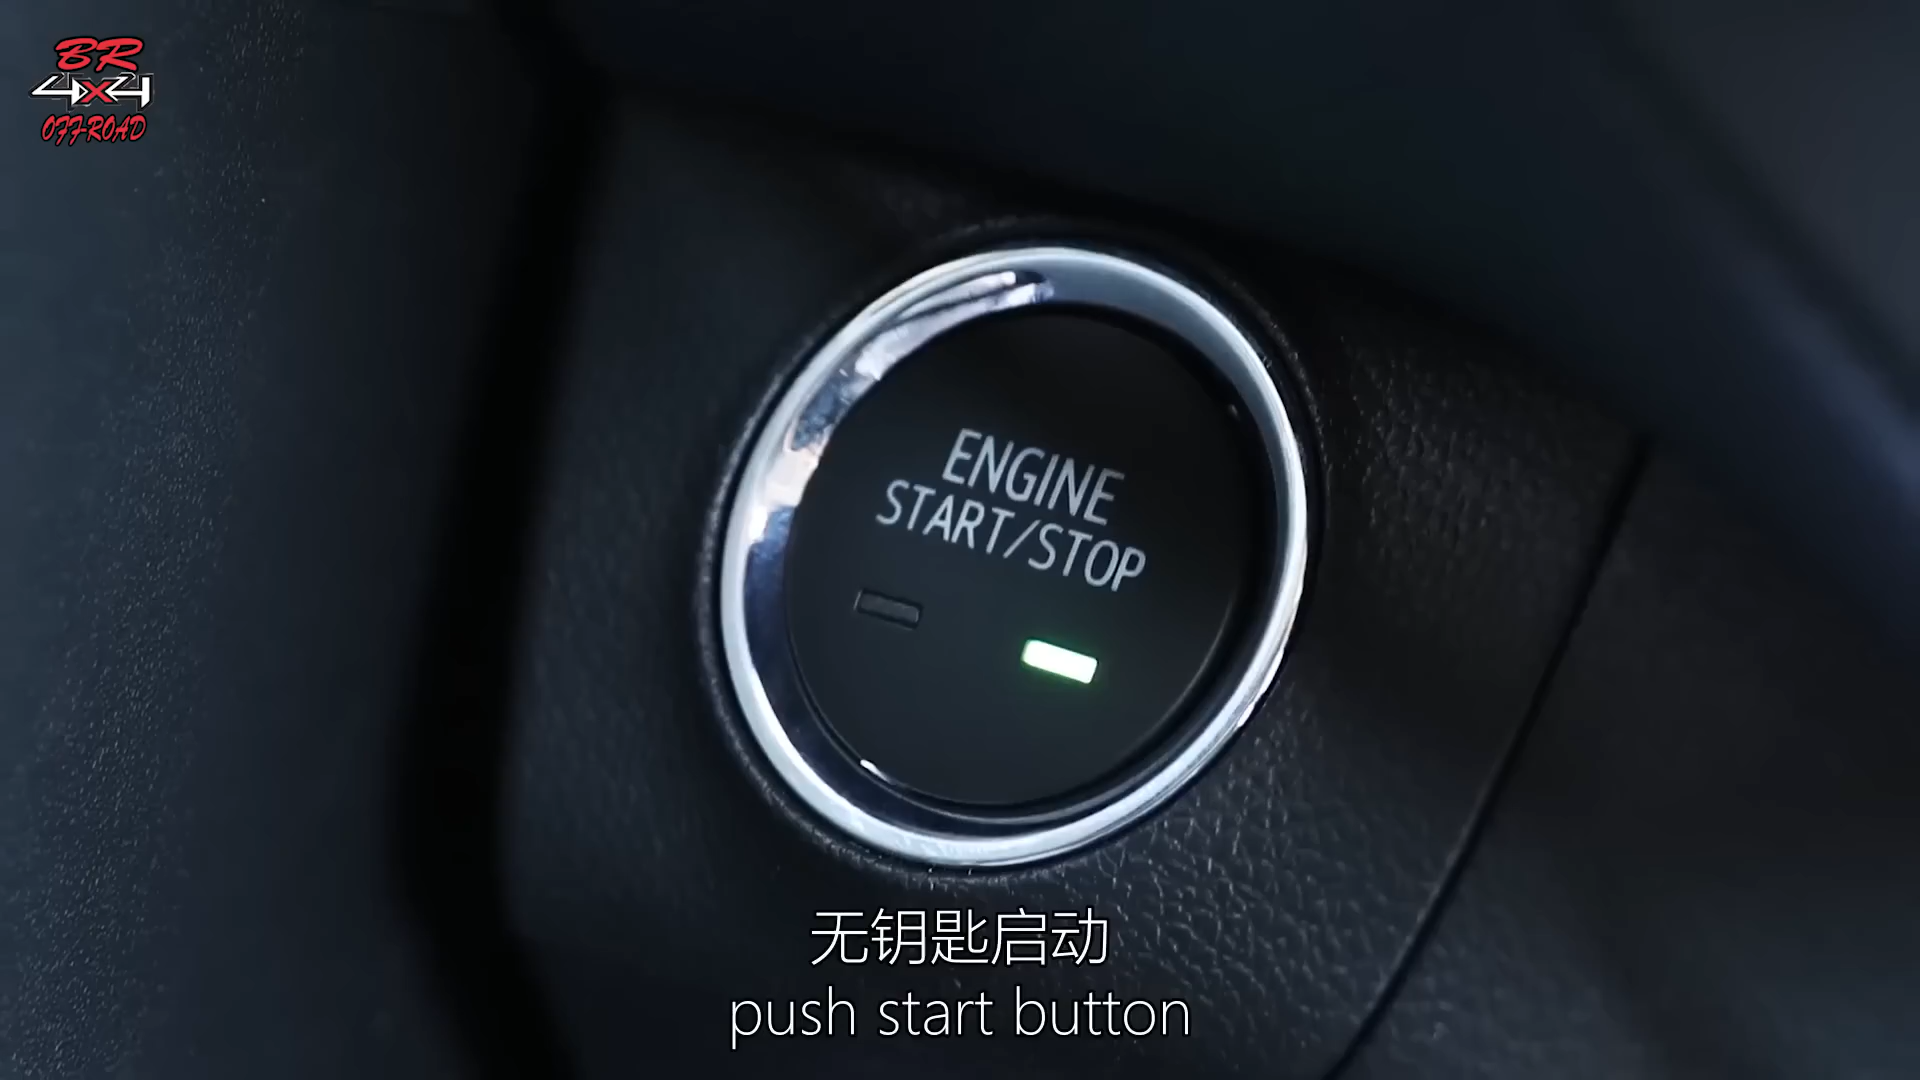 BR
4x4
OFF-ROAD
ENGINE
START/STOP
无钥匙启动
push start button